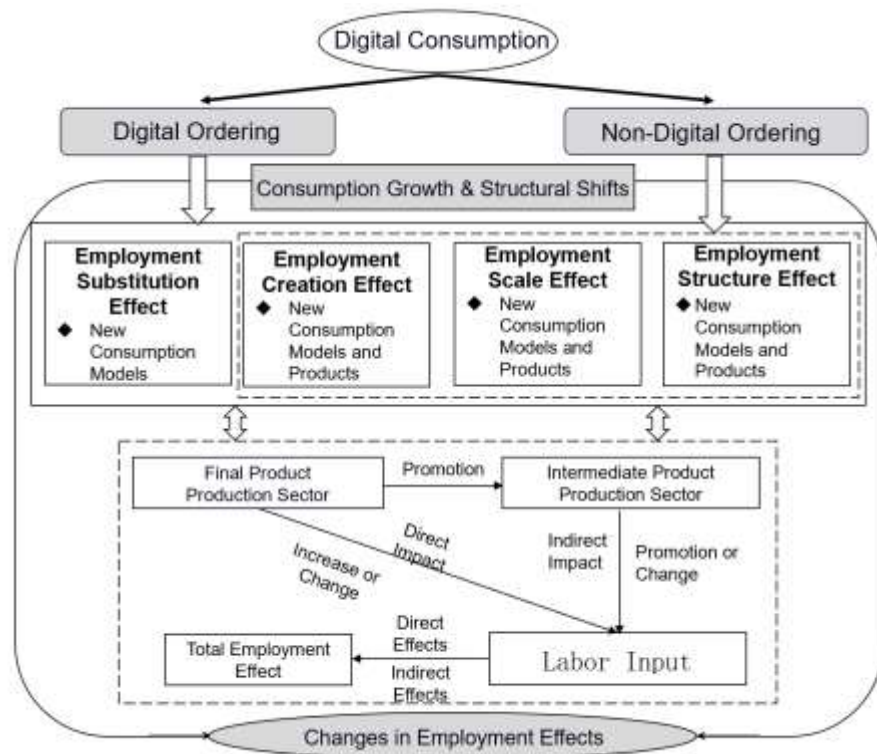 Digital Consumption
Digital Ordering
Non-Digital Ordering
Consumption Growth & Structural Shifts
Employment
Substitution
Effect
◆ New
Consumption
Models
Employment
Creation Effect
◆ New
Consumption
Models and
Products
Employment
Scale Effect
◆ New
Consumption
Models and
Products
Employment
Structure Effect
◆ New
Consumption
Models and
Products
Final Product
Production Sector
Promotion
Intermediate Product
Production Sector
Direct
Impact
Increase or
Change
Indirect
Impact
Promotion or
Change
Direct
Effects
Total Employment
Effect
Indirect
Effects
Labor Input
Changes in Employment Effects